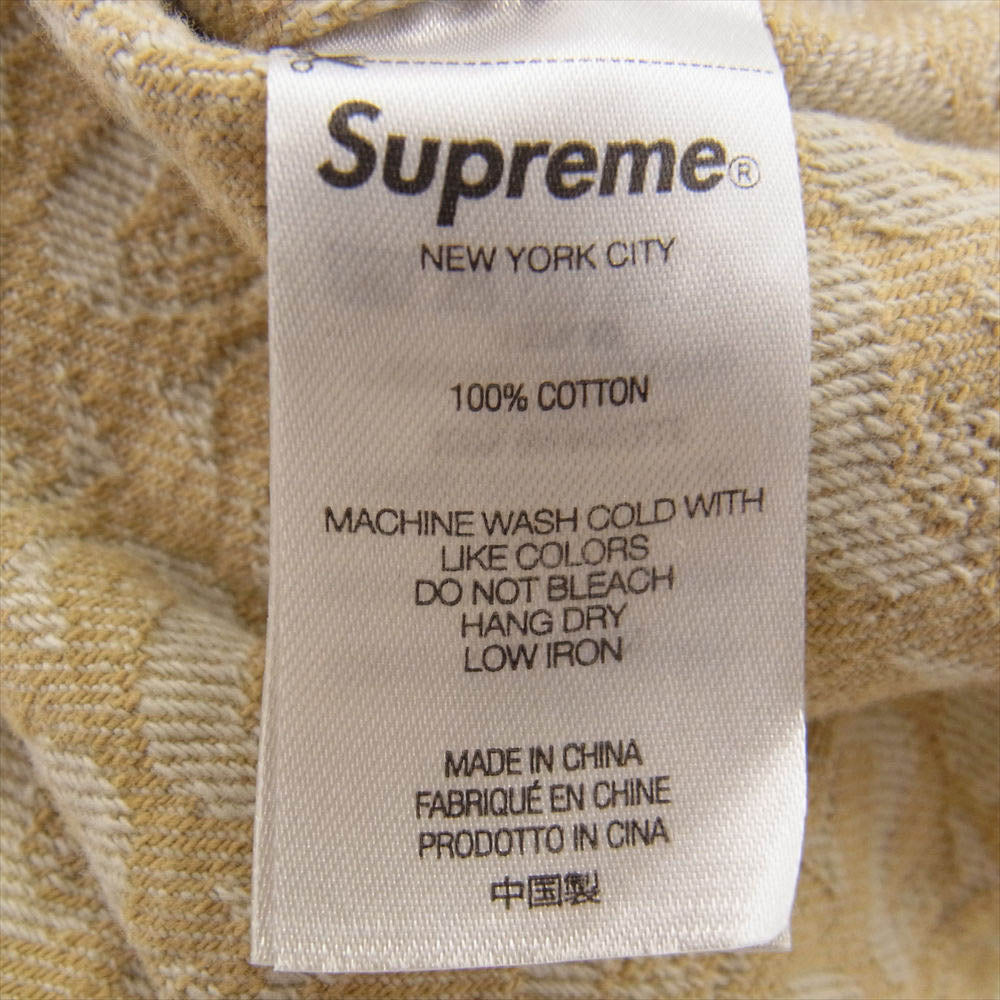 Supreme®
NEW YORK CITY
100% COTTON
MACHINE WASH COLD WITH
LIKE COLORS
DO NOT BLEACH
HANG DRY
LOW IRON
MADE IN CHINA
FABRIQUÉ EN CHINE
PRODOTTO IN CINA
中国製